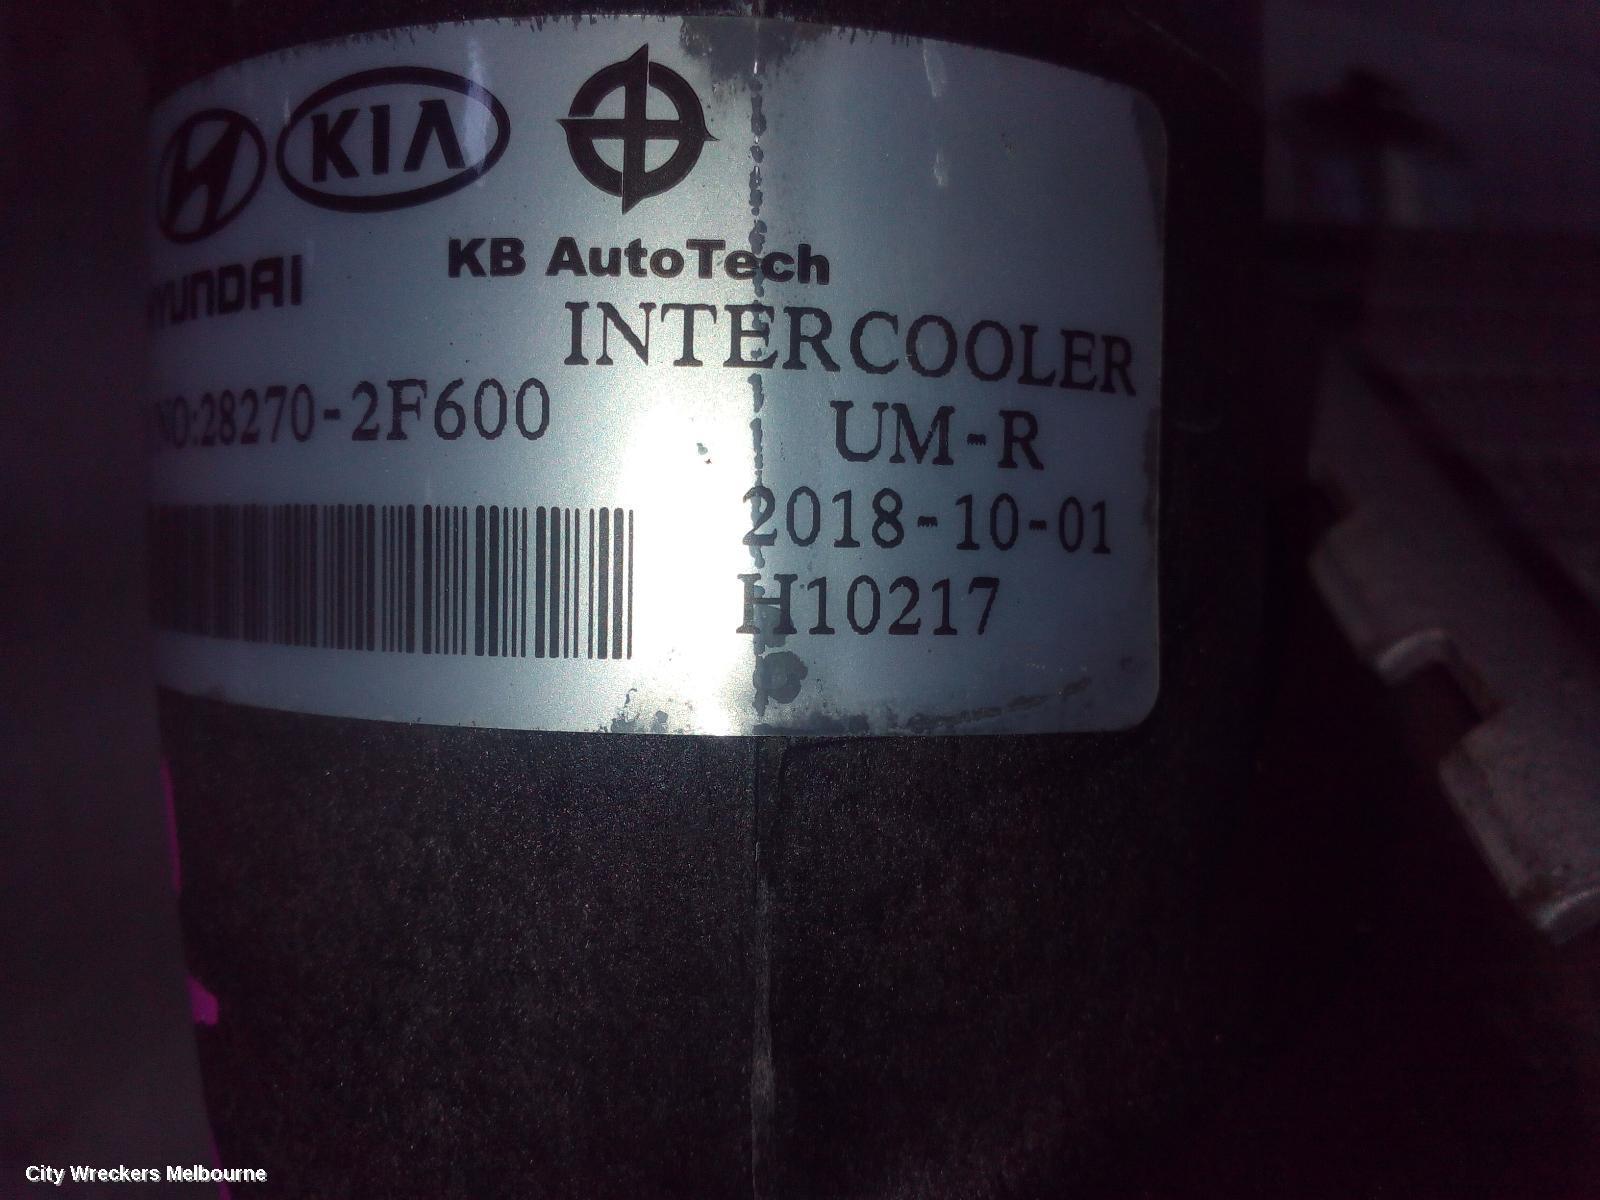 KIA
HYUNDAI
KB AutoTech
INTERCOOLER
NO:28270-2F600
UM-R
2018-10-01
H10217
City Wreckers Melbourne